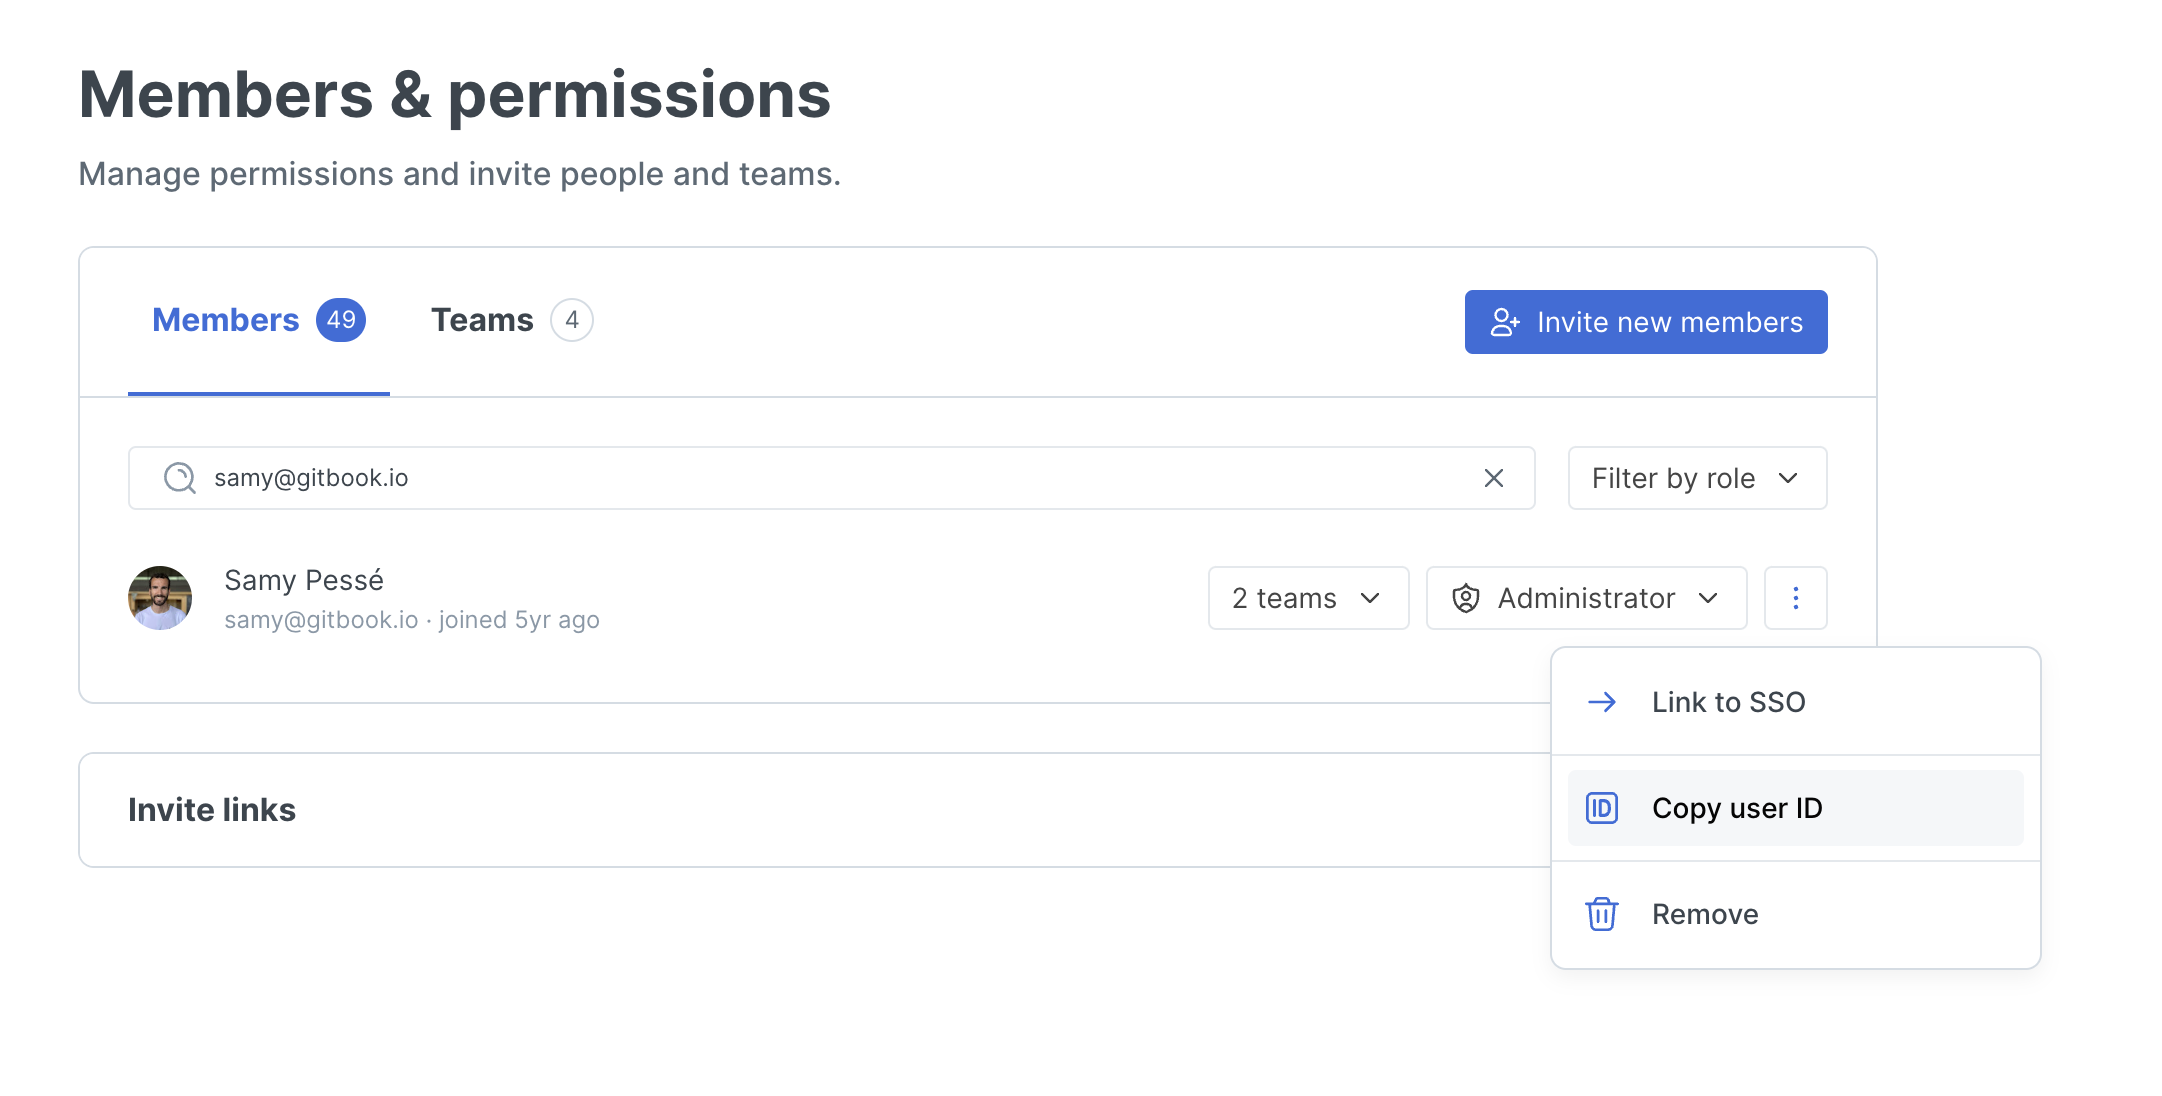 Members & permissions
Manage permissions and invite people and teams.
Members 49 Teams 4 Invite new members
samy@gitbook.io Filter by role
Samy Pessé
samy@gitbook.io · joined 5yr ago
2 teams Administrator
Link to SSO
Copy user ID
Remove
Invite links